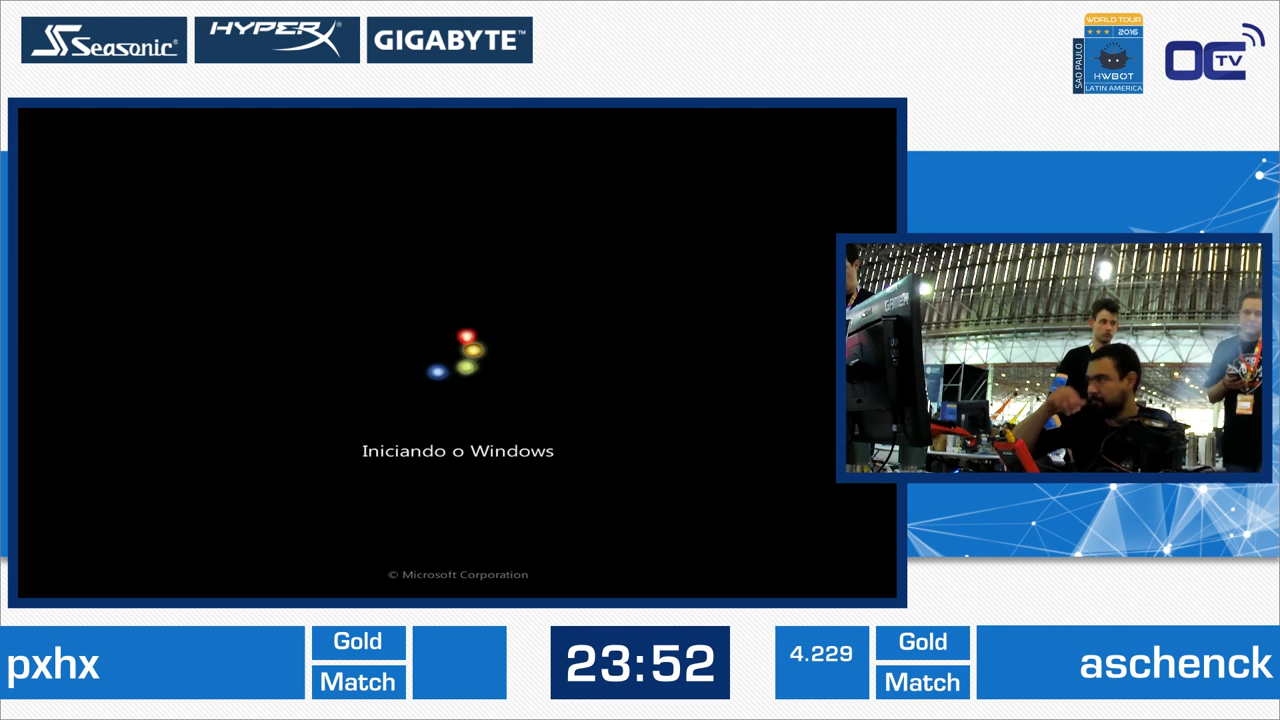 Seasonic®
HYPERX®
GIGABYTE™
WORLD TOUR
2016
SAO PAULO
HWBOT
LATIN AMERICA
OC TV
Iniciando o Windows
© Microsoft Corporation
pxhx
Gold
Match
23:52
4.229
Gold
Match
aschenck